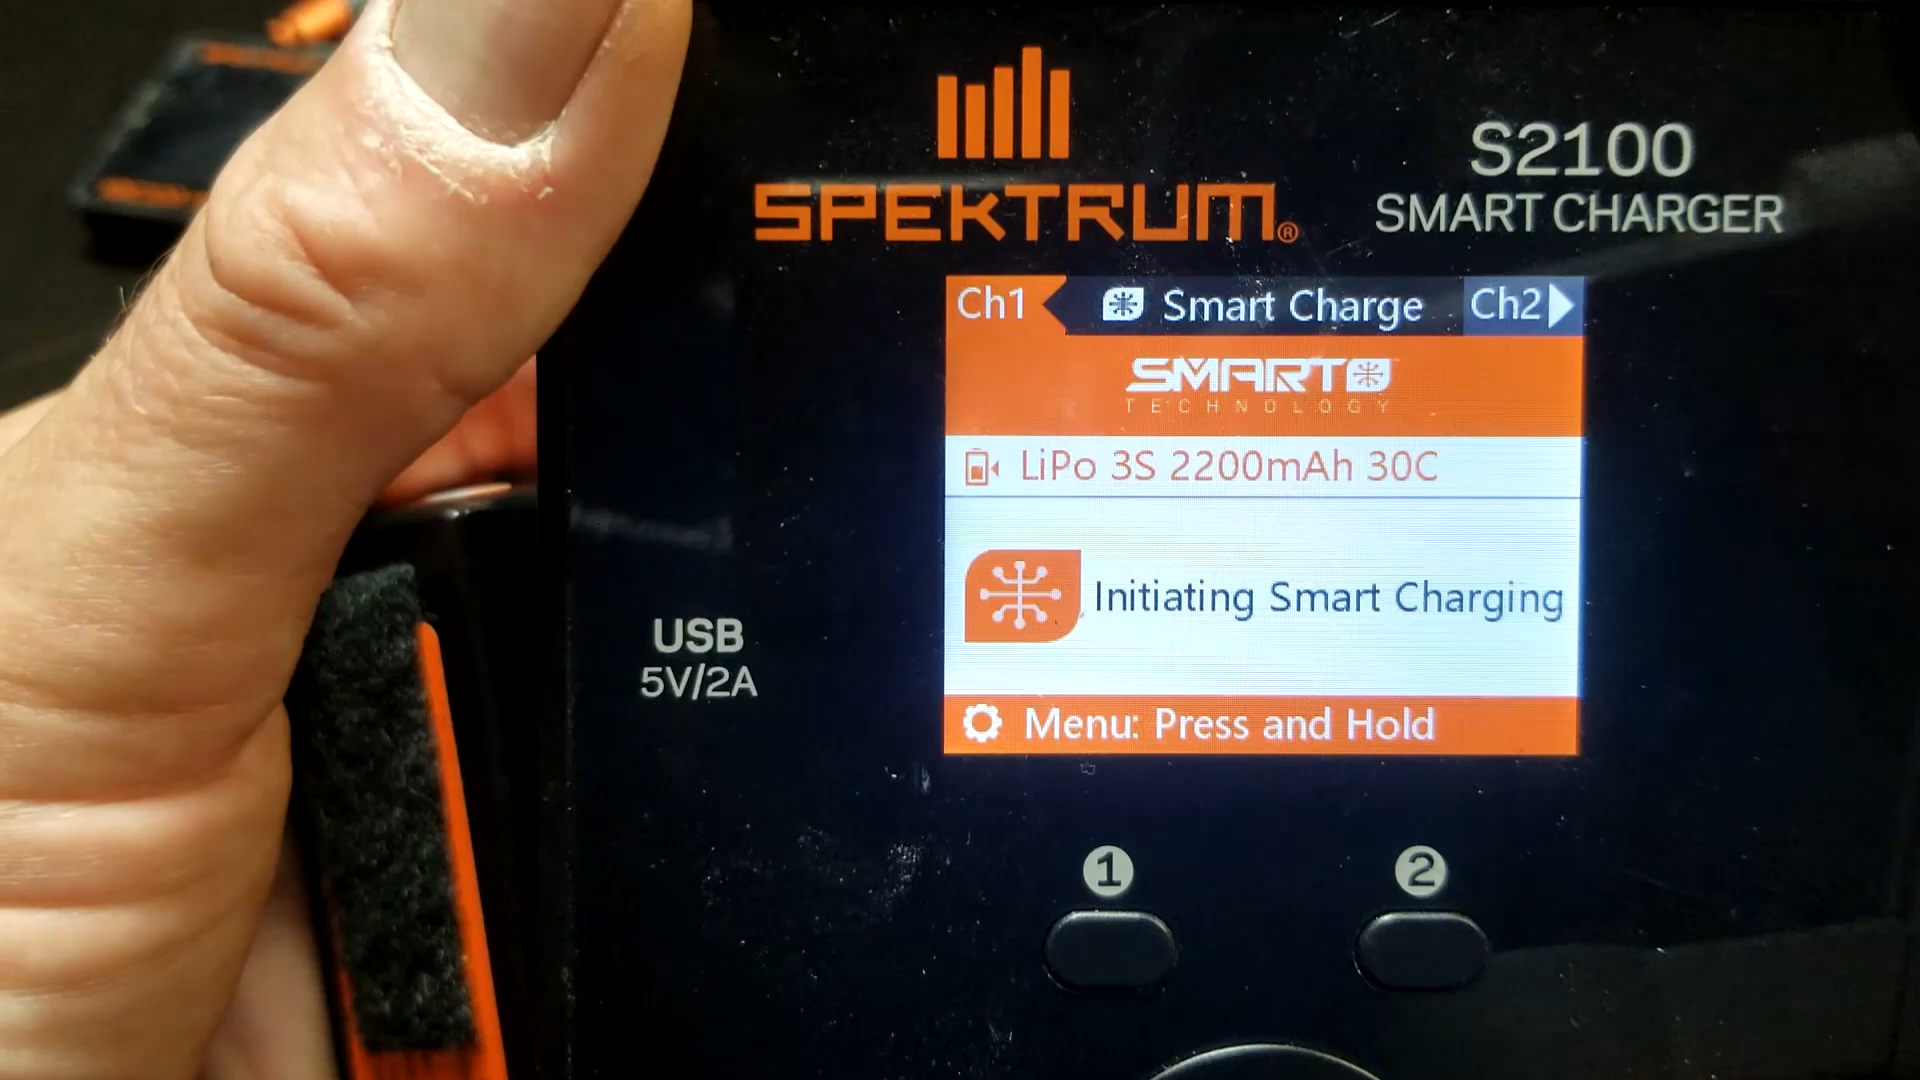 SPEKTRUM®
S2100
SMART CHARGER
Ch1 Smart Charge Ch2
SMART
TECHNOLOGY
LiPo 3S 2200mAh 30C
Initiating Smart Charging
Menu: Press and Hold
USB
5V/2A
1 2